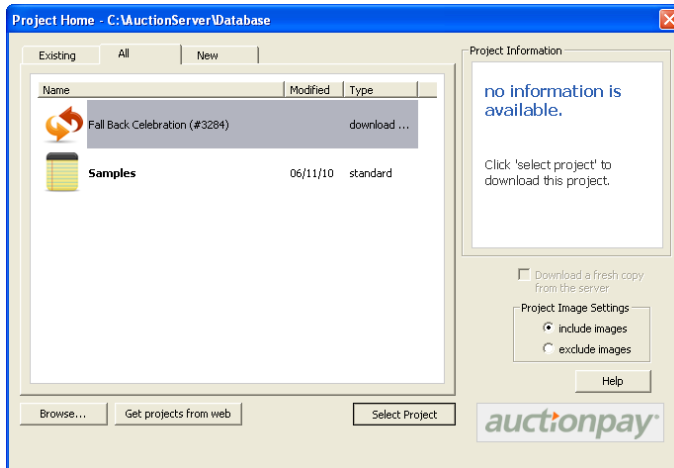 Project Home - C:\AuctionServer\Database
Existing All New
Name Modified Type
Fall Back Celebration (#3284) download ...
Samples 06/11/10 standard
Browse... Get projects from web Select Project
Project Information
no information is
available.
Click 'select project' to
download this project.
Download a fresh copy
from the server
Project Image Settings
include images
exclude images
Help
auctionpay